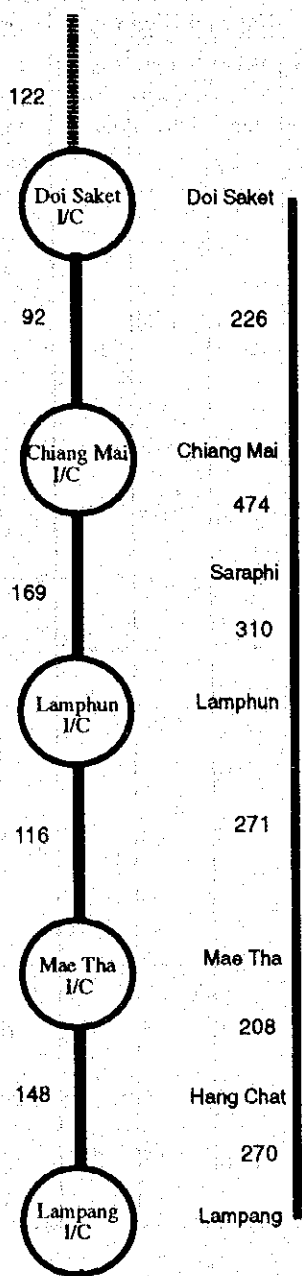 122
Doi Saket
I/C
Doi Saket
92
226
Chiang Mai
I/C
Chiang Mai
474
Saraphi
169
310
Lamphun
I/C
Lamphun
116
271
Mae Tha
I/C
Mae Tha
208
148
Hang Chat
270
Lampang
I/C
Lampang